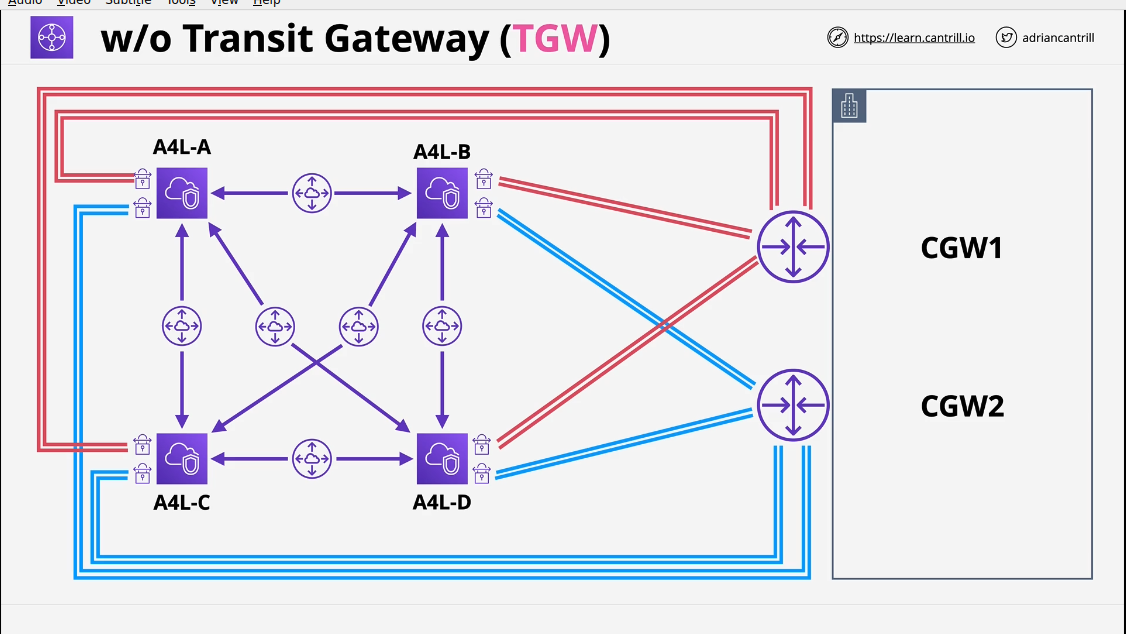 Audio Video Subtitle Tools View Help
w/o Transit Gateway (TGW)
https://learn.cantrill.io
adriancantrill
A4L-A
A4L-B
CGW1
CGW2
A4L-C
A4L-D